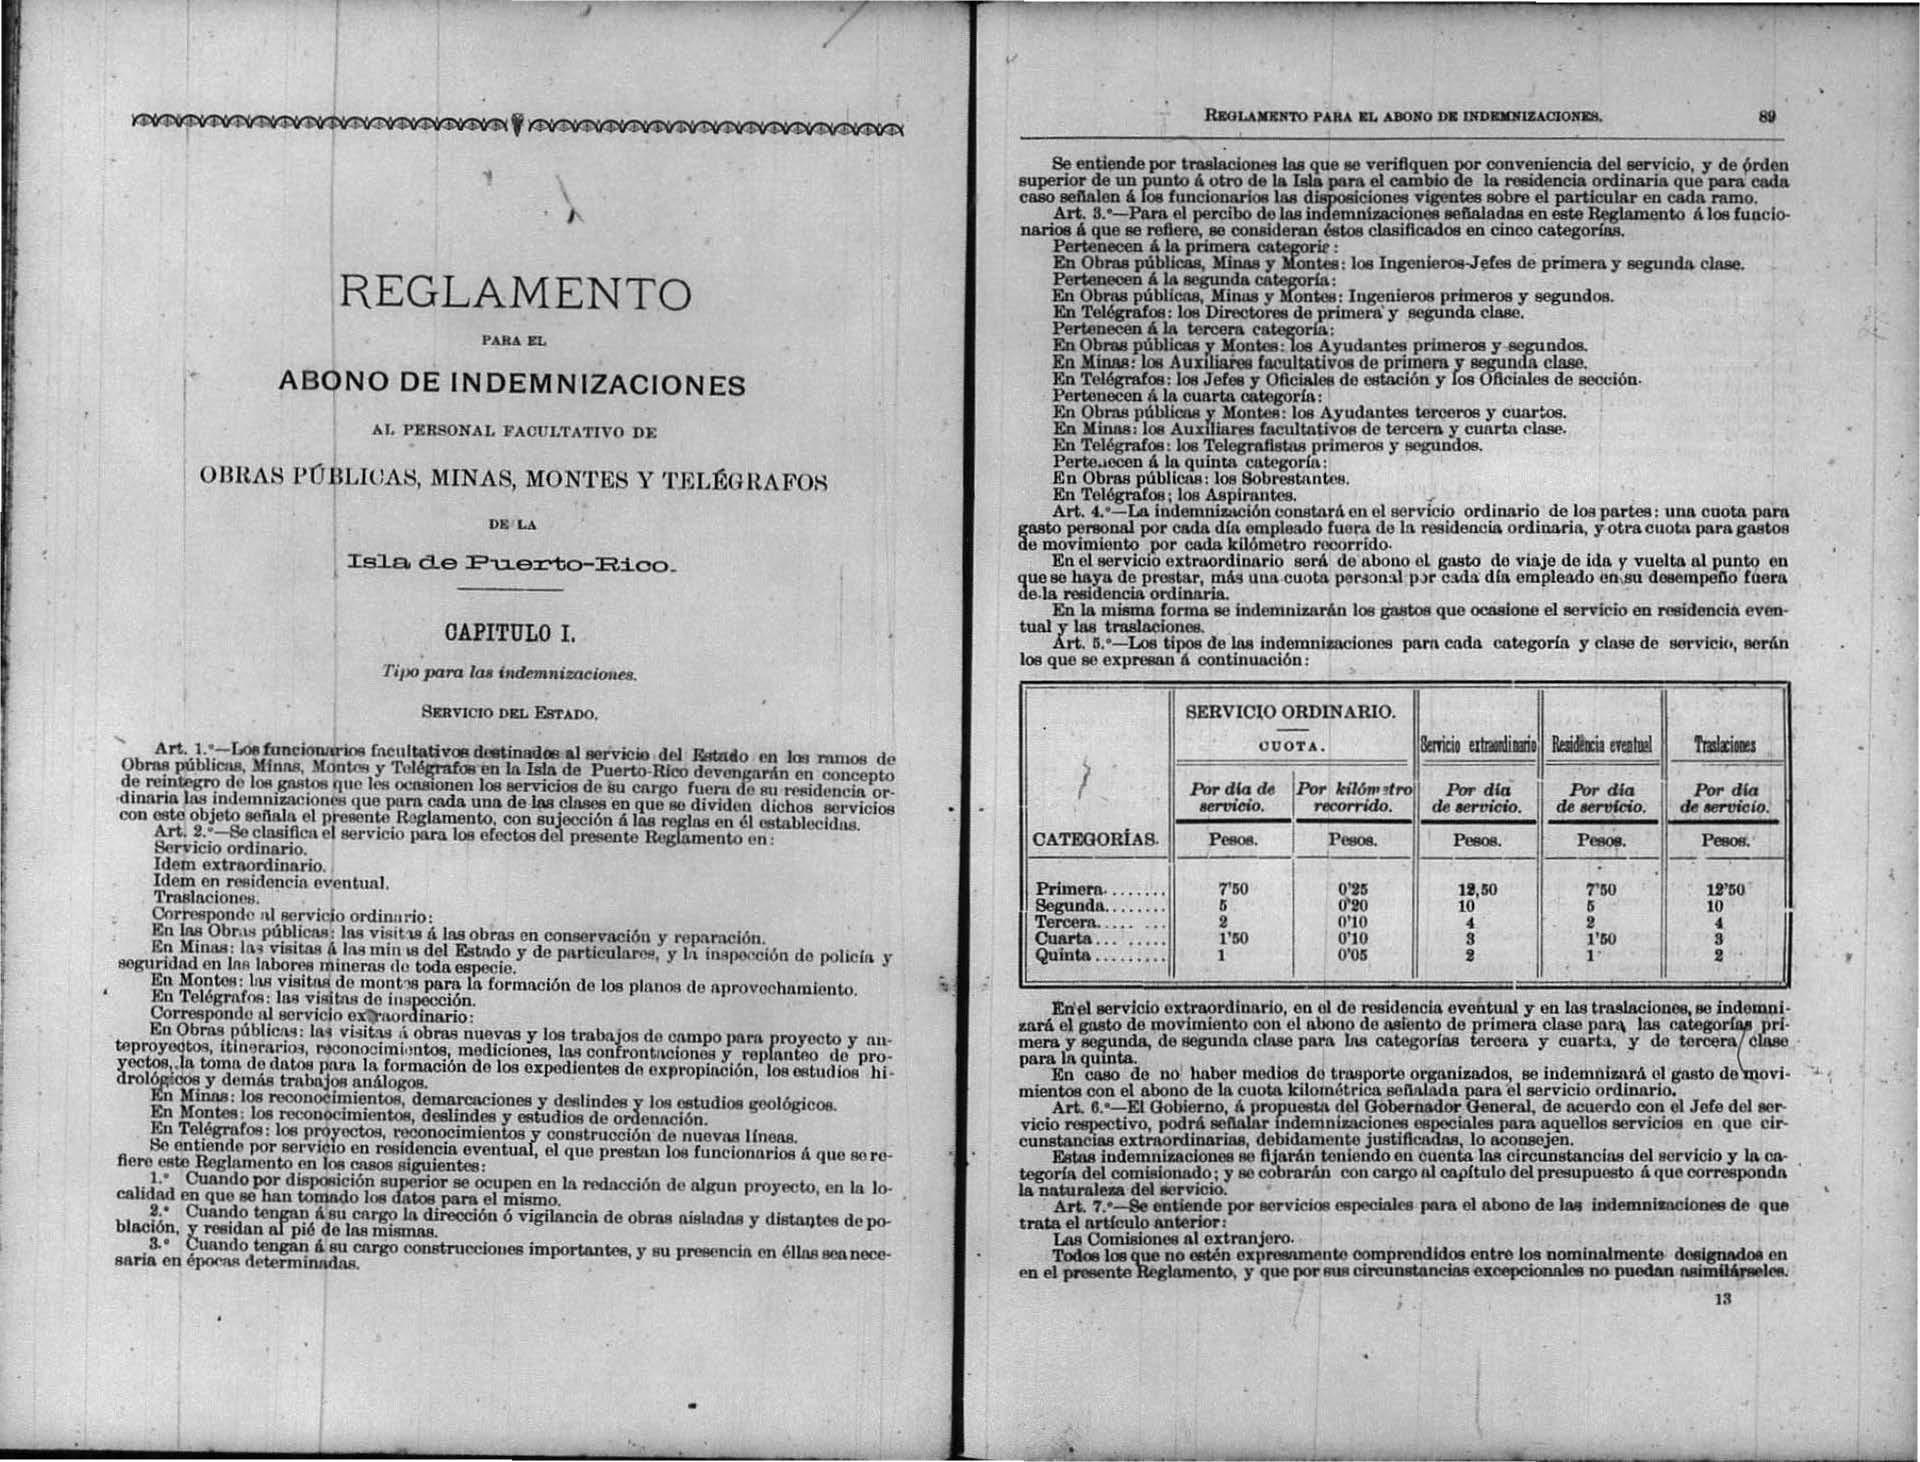 REGLAMENTO
PARA EL
ABONO DE INDEMNIZACIONES
AL PERSONAL FACULTATIVO DE
OBRAS PÚBLICAS, MINAS, MONTES Y TELÉGRAFOS
DE LA
Isla de Puerto-Rico.
CAPITULO I.
Tipo para las indemnizaciones.
SERVICIO DEL ESTADO.
Art. 1.°—Los funcionarios facultativos destinados al servicio del Estado en los ramos de
Obras públicas, Minas, Montes y Telégrafos en la Isla de Puerto-Rico devengarán en concepto
de reintegro de los gastos que les ocasionen los servicios de su cargo fuera de su residencia or-
dinaria las indemnizaciones que para cada una de las clases en que se dividen dichos servicios
con este objeto señala el presente Reglamento, con sujección á las reglas en él establecidas.
Art. 2.°—Se clasifica el servicio para los efectos del presente Reglamento en:
Servicio ordinario.
Idem extraordinario.
Idem en residencia eventual.
Traslaciones.
Corresponde al servicio ordinario:
En las Obras públicas: las visitas á las obras en conservación y reparación.
En Minas: las visitas á las minas del Estado y de particulares, y la inspección de policía y
seguridad en las labores mineras de toda especie.
En Montes: las visitas de montes para la formación de los planos de aprovechamiento.
En Telégrafos: las visitas de inspección.
Corresponde al servicio extraordinario:
En Obras públicas: las visitas á obras nuevas y los trabajos de campo para proyecto y an-
teproyectos, itinerarios, reconocimientos, mediciones, las confrontaciones y replanteo de pro-
yectos, la toma de datos para la formación de los expedientes de expropiación, los estudios hi-
drológicos y demás trabajos análogos.
En Minas: los reconocimientos, demarcaciones y deslindes y los estudios geológicos.
En Montes: los reconocimientos, deslindes y estudios de ordenación.
En Telégrafos: los proyectos, reconocimientos y construcción de nuevas líneas.
Se entiende por servicio en residencia eventual, el que prestan los funcionarios á que se re-
fiere este Reglamento en los casos siguientes:
1.° Cuando por disposición superior se ocupen en la redacción de algun proyecto, en la lo-
calidad en que se han tomado los datos para el mismo.
2.° Cuando tengan á su cargo la dirección ó vigilancia de obras aisladas y distantes de po-
blación, y residan al pié de las mismas.
3.° Cuando tengan á su cargo construcciones importantes, y su presencia en éllas sea nece-
saria en épocas determinadas.
REGLAMENTO PARA EL ABONO DE INDEMNIZACIONES. 89
Se entiende por traslaciones las que se verifiquen por conveniencia del servicio, y de órden
superior de un punto á otro de la Isla para el cambio de la residencia ordinaria que para cada
caso señalen á los funcionarios las disposiciones vigentes sobre el particular en cada ramo.
Art. 3.°—Para el percibo de las indemnizaciones señaladas en este Reglamento á los funcio-
narios á que se refiere, se consideran éstos clasificados en cinco categorías.
Pertenecen á la primera categoría:
En Obras públicas, Minas y Montes: los Ingenieros-Jefes de primera y segunda clase.
Pertenecen á la segunda categoría:
En Obras públicas, Minas y Montes: Ingenieros primeros y segundos.
En Telégrafos: los Directores de primera y segunda clase.
Pertenecen á la tercera categoría:
En Obras públicas y Montes: los Ayudantes primeros y segundos.
En Minas: los Auxiliares facultativos de primera y segunda clase.
En Telégrafos: los Jefes y Oficiales de estación y los Oficiales de sección.
Pertenecen á la cuarta categoría:
En Obras públicas y Montes: los Ayudantes terceros y cuartos.
En Minas: los Auxiliares facultativos de tercera y cuarta clase.
En Telégrafos: los Telegrafistas primeros y segundos.
Pertenecen á la quinta categoría:
En Obras públicas: los Sobrestantes.
En Telégrafos; los Aspirantes.
Art. 4.°—La indemnización constará en el servicio ordinario de los partes: una cuota para
gasto personal por cada día empleado fuera de la residencia ordinaria, y otra cuota para gastos
de movimiento por cada kilómetro recorrido.
En el servicio extraordinario será de abono el gasto de viaje de ida y vuelta al punto en
que se haya de prestar, más una cuota personal por cada día empleado en su desempeño fuera
de la residencia ordinaria.
En la misma forma se indemnizarán los gastos que ocasione el servicio en residencia even-
tual y las traslaciones.
Art. 5.°—Los tipos de las indemnizaciones para cada categoría y clase de servicio, serán
los que se expresan á continuación:
SERVICIO ORDINARIO.
CUOTA. Servicio extraordinario Residencia eventual Traslaciones
Por día de Por kilómetro Por día Por día Por día
servicio. recorrido. de servicio. de servicio. de servicio.
CATEGORÍAS. Pesos. Pesos. Pesos. Pesos. Pesos.
Primera........ 7'50 0'25 12,50 7'50 12'50
Segunda........ 5 0'20 10 5 10
Tercera........ 2 0'10 4 2 4
Cuarta......... 1'50 0'10 3 1'50 3
Quinta......... 1 0'05 2 1 2
En el servicio extraordinario, en el de residencia eventual y en las traslaciones, se indemni-
zará el gasto de movimiento con el abono de asiento de primera clase para las categorías pri-
mera y segunda, de segunda clase para las categorías tercera y cuarta, y de tercera clase
para la quinta.
En caso de no haber medios de trasporte organizados, se indemnizará el gasto de movi-
mientos con el abono de la cuota kilométrica señalada para el servicio ordinario.
Art. 6.°—El Gobierno, á propuesta del Gobernador General, de acuerdo con el Jefe del ser-
vicio respectivo, podrá señalar indemnizaciones especiales para aquellos servicios en que cir-
cunstancias extraordinarias, debidamente justificadas, lo aconsejen.
Estas indemnizaciones se fijarán teniendo en cuenta las circunstancias del servicio y la ca-
tegoría del comisionado; y se cobrarán con cargo al capítulo del presupuesto á que corresponda
la naturaleza del servicio.
Art. 7.°—Se entiende por servicios especiales para el abono de las indemnizaciones de que
trata el artículo anterior:
Las Comisiones al extranjero.
Todos los que no estén expresamente comprendidos entre los nominalmente designados en
en el presente Reglamento, y que por sus circunstancias excepcionales no puedan asimilárseles.
13